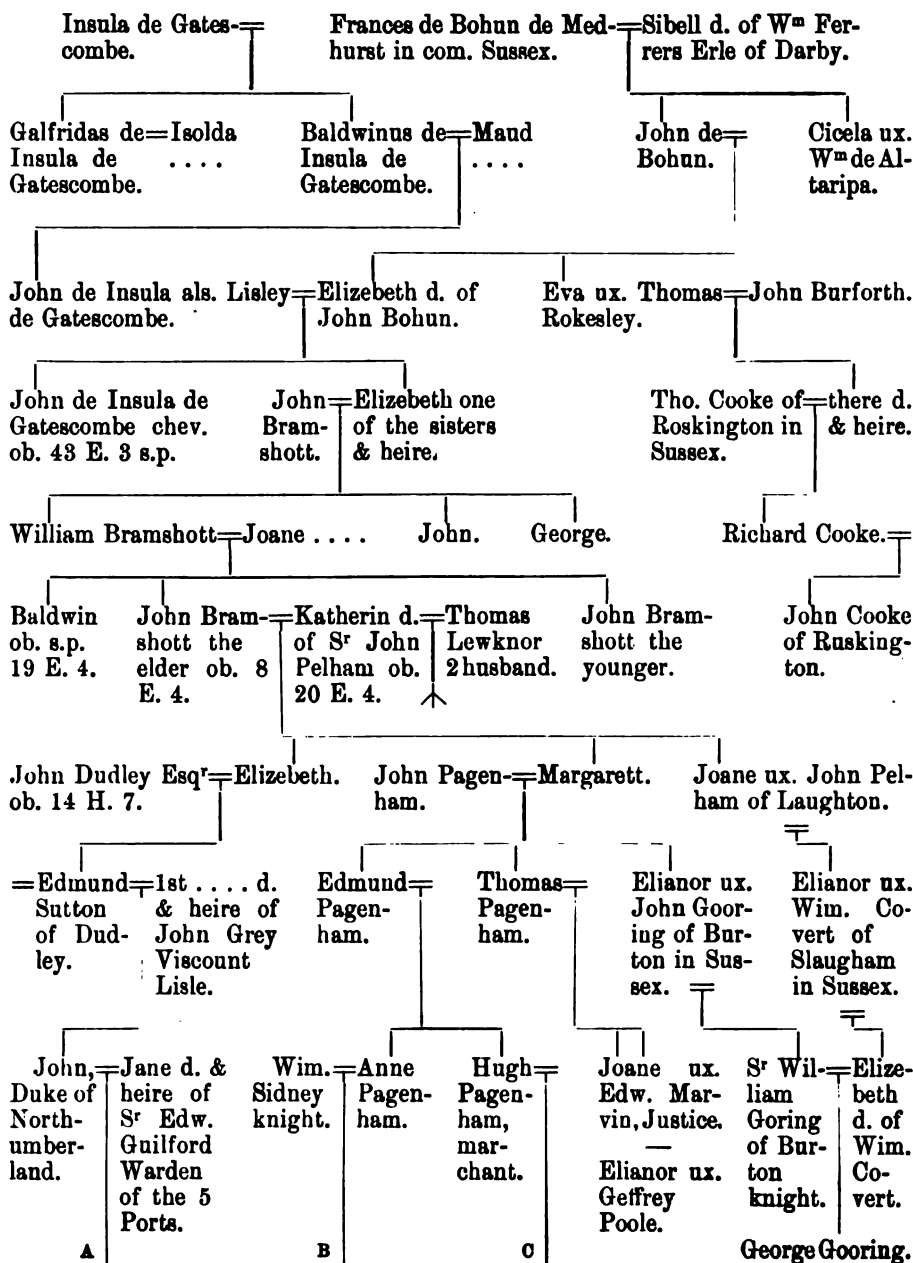 Insula de Gates-
combe.
Frances de Bohun de Med-
hurst in com. Sussex.
Sibell d. of Wᵐ Fer-
rers Erle of Darby.
Galfridas de
Insula de
Gatescombe.
Isolda
. . . .
Baldwinus de
Insula de
Gatescombe.
Maud
. . . .
John de
Bohun.
Cicela ux.
Wᵐ de Al-
taripa.
John de Insula als. Lisley
de Gatescombe.
Elizebeth d. of
John Bohun.
Eva ux. Thomas
Rokesley.
John Burforth.
John de Insula de
Gatescombe chev.
ob. 43 E. 3 s.p.
John
Bram-
shott.
Elizebeth one
of the sisters
& heire.
Tho. Cooke of
Roskington in
Sussex.
there d.
& heire.
William Bramshott
Joane . . . .
John.
George.
Richard Cooke.
Baldwin
ob. s.p.
19 E. 4.
John Bram-
shott the
elder ob. 8
E. 4.
Katherin d.
of Sʳ John
Pelham ob.
20 E. 4.
Thomas
Lewknor
2 husband.
John Bram-
shott the
younger.
John Cooke
of Rusking-
ton.
John Dudley Esqʳ
ob. 14 H. 7.
Elizebeth.
John Pagen-
ham.
Margarett.
Joane ux. John Pel-
ham of Laughton.
Edmund
Sutton
of Dud-
ley.
1st . . . . d.
& heire of
John Grey
Viscount
Lisle.
Edmund
Pagen-
ham.
Thomas
Pagen-
ham.
Elianor ux.
John Goor-
ing of Bur-
ton in Sus-
sex.
Elianor ux.
Wim. Co-
vert of
Slaugham
in Sussex.
John,
Duke of
North-
umber-
land.
Jane d. &
heire of
Sʳ Edw.
Guilford
Warden
of the 5
Ports.
Wim.
Sidney
knight.
Anne
Pagen-
ham.
Hugh
Pagen-
ham,
mar-
chant.
Joane ux.
Edw. Mar-
vin, Justice.
—
Elianor ux.
Geffrey
Poole.
Sʳ Wil-
liam
Goring
of Bur-
ton
knight.
Elize-
beth
d. of
Wim.
Co-
vert.
A
B
C
George Gooring.